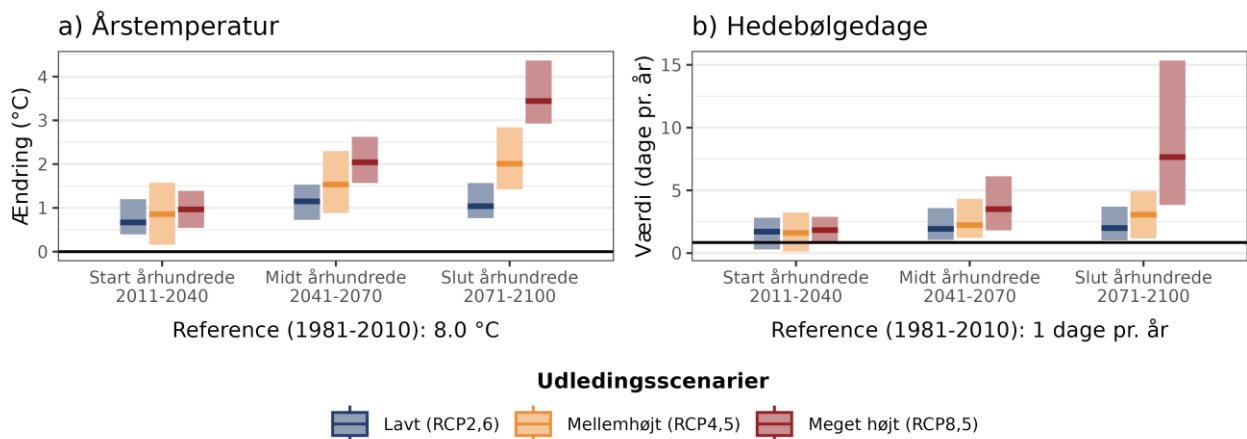 a) Årstemperatur
Ændring (°C)
4
3
2
1
0
Start århundrede
2011-2040
Midt århundrede
2041-2070
Slut århundrede
2071-2100
Reference (1981-2010): 8.0 °C
b) Hedebølgedage
Værdi (dage pr. år)
15
10
5
0
Start århundrede
2011-2040
Midt århundrede
2041-2070
Slut århundrede
2071-2100
Reference (1981-2010): 1 dage pr. år
Udledingsscenarier
Lavt (RCP2,6)
Mellemhøjt (RCP4,5)
Meget højt (RCP8,5)